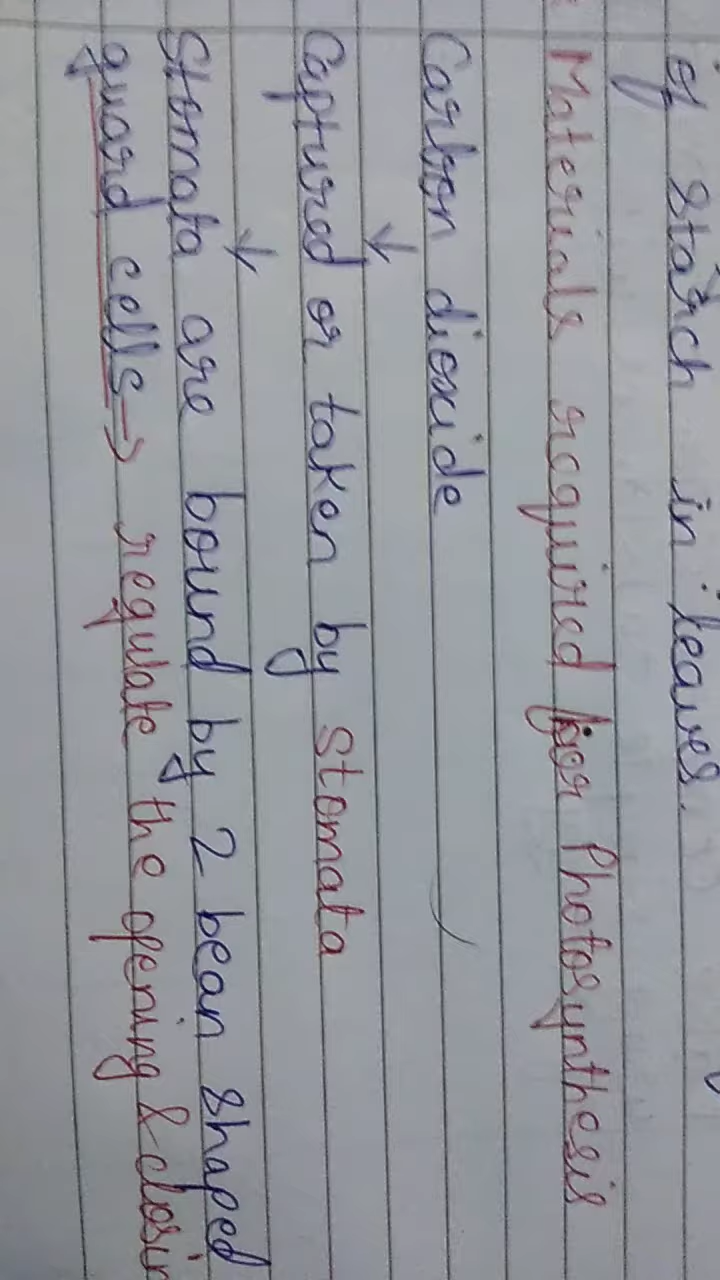 of starch in leaves.
Materials required for Photosynthesis
Carbon dioxide
↓
Captured or taken by stomata
↓
Stomata are bound by 2 bean shaped
guard cells → regulate the opening & closin